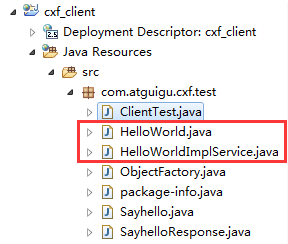 cxf_client
Deployment Descriptor: cxf_client
Java Resources
src
com.atguigu.cxf.test
ClientTest.java
HelloWorld.java
HelloWorldImplService.java
ObjectFactory.java
package-info.java
Sayhello.java
SayhelloResponse.java